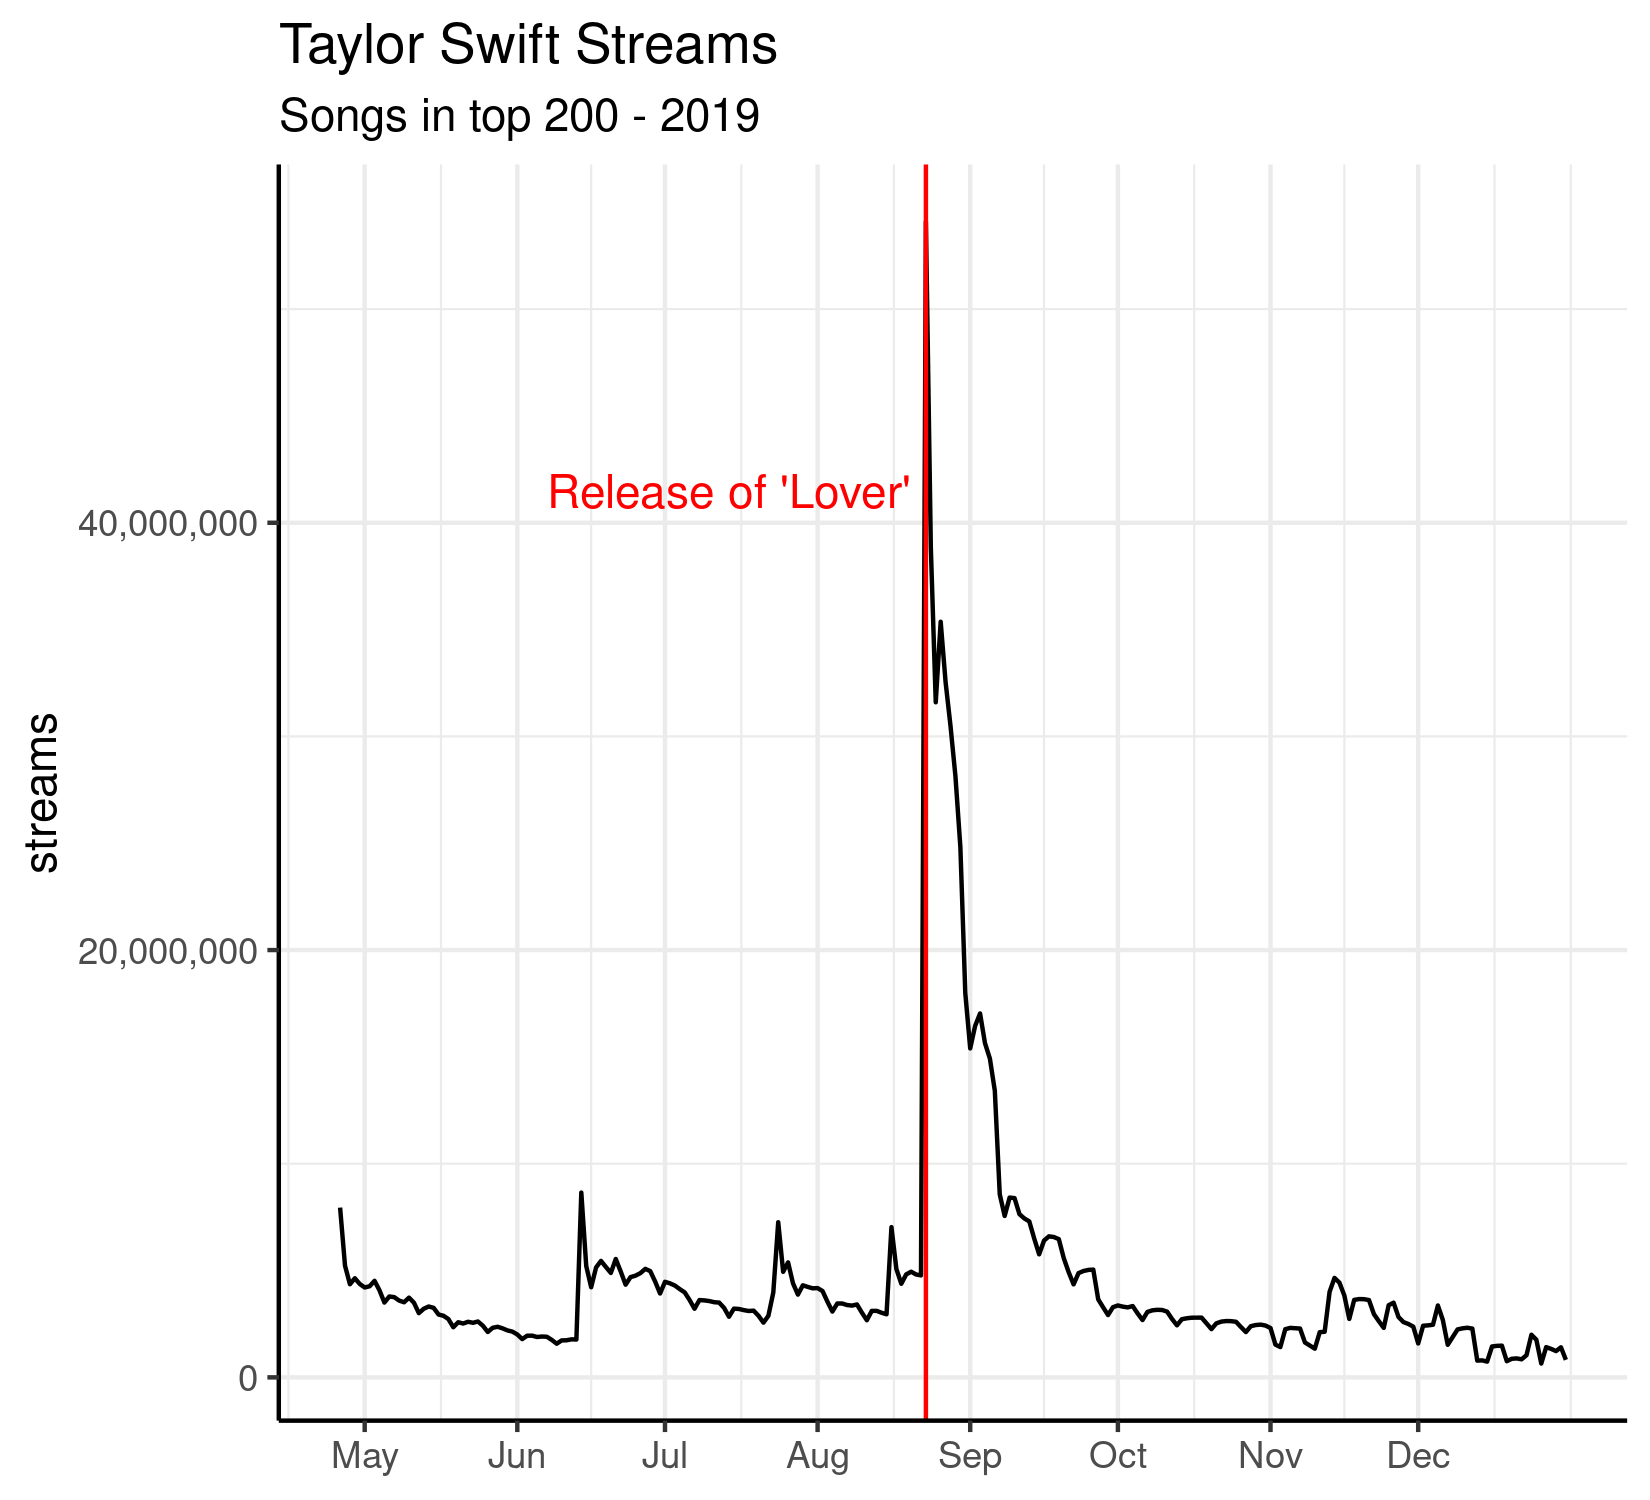 Taylor Swift Streams
Songs in top 200 - 2019
Release of 'Lover'
40,000,000
20,000,000
0
streams
May Jun Jul Aug Sep Oct Nov Dec